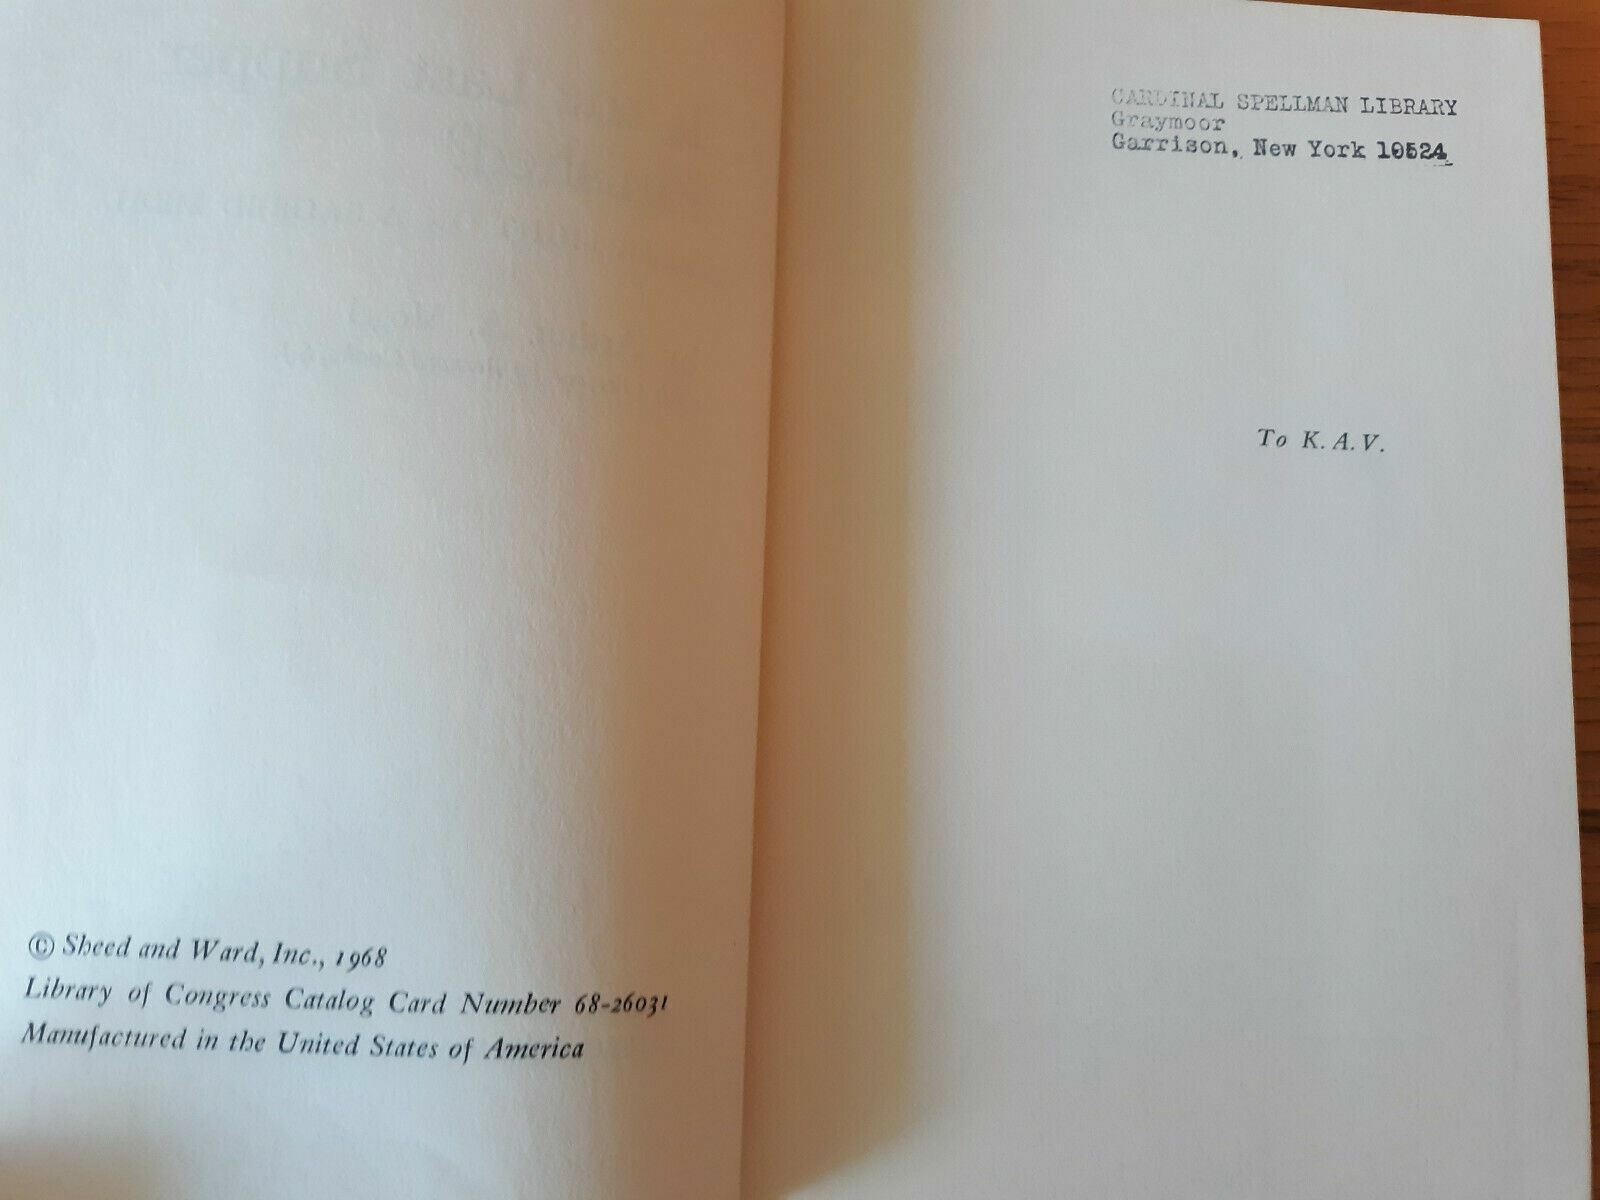 © Sheed and Ward, Inc., 1968
Library of Congress Catalog Card Number 68-26031
Manufactured in the United States of America
CARDINAL SPELLMAN LIBRARY
Graymoor
Garrison, New York 10524
To K. A. V.